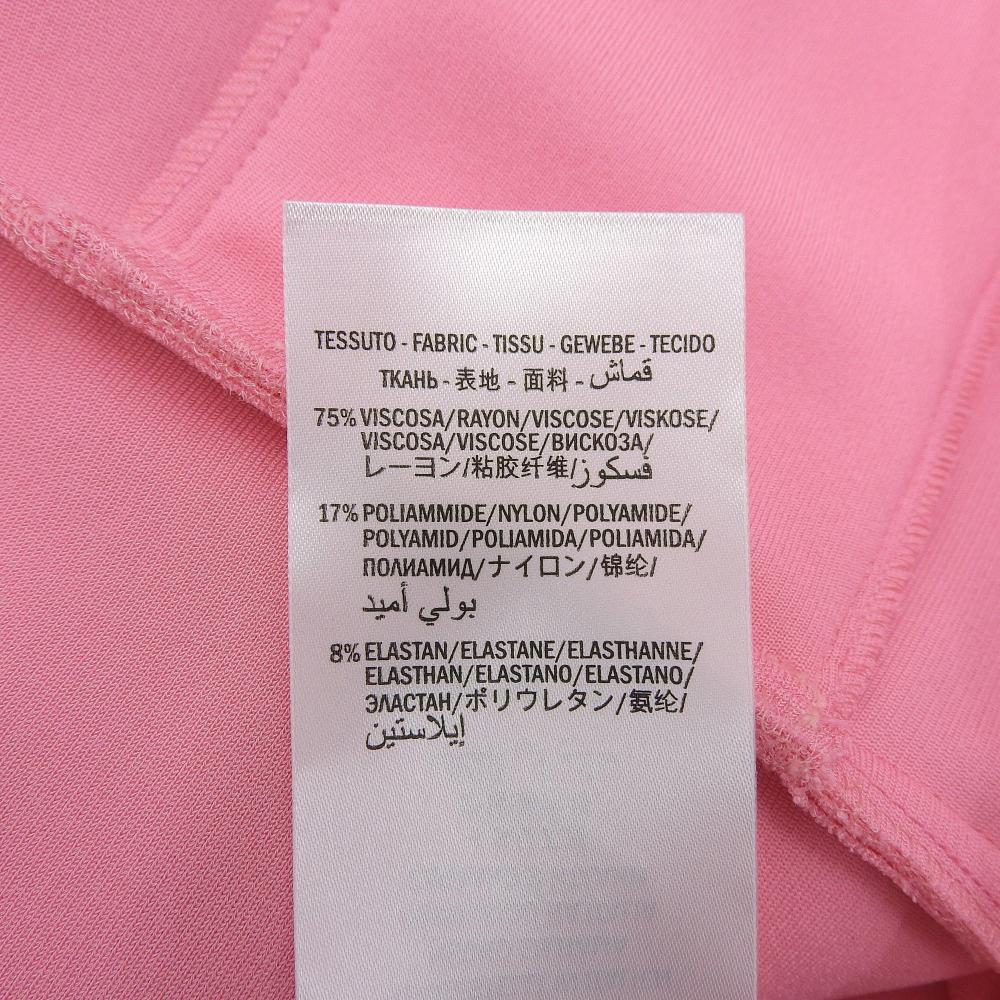 TESSUTO - FABRIC - TISSU - GEWEBE - TECIDO
ТКАНЬ - 表地 - 面料 - قماش
75% VISCOSA/RAYON/VISCOSE/VISKOSE/
VISCOSA/VISCOSE/ВИСКОЗА/
レーヨン/粘胶纤维/فسكوز
17% POLIAMMIDE/NYLON/POLYAMIDE/
POLYAMID/POLIAMIDA/POLIAMIDA/
ПОЛИАМИД/ナイロン/锦纶/
بولي أميد
8% ELASTAN/ELASTANE/ELASTHANNE/
ELASTHAN/ELASTANO/ELASTANO/
ЭЛАСТАН/ポリウレタン/氨纶/
إيلاستين